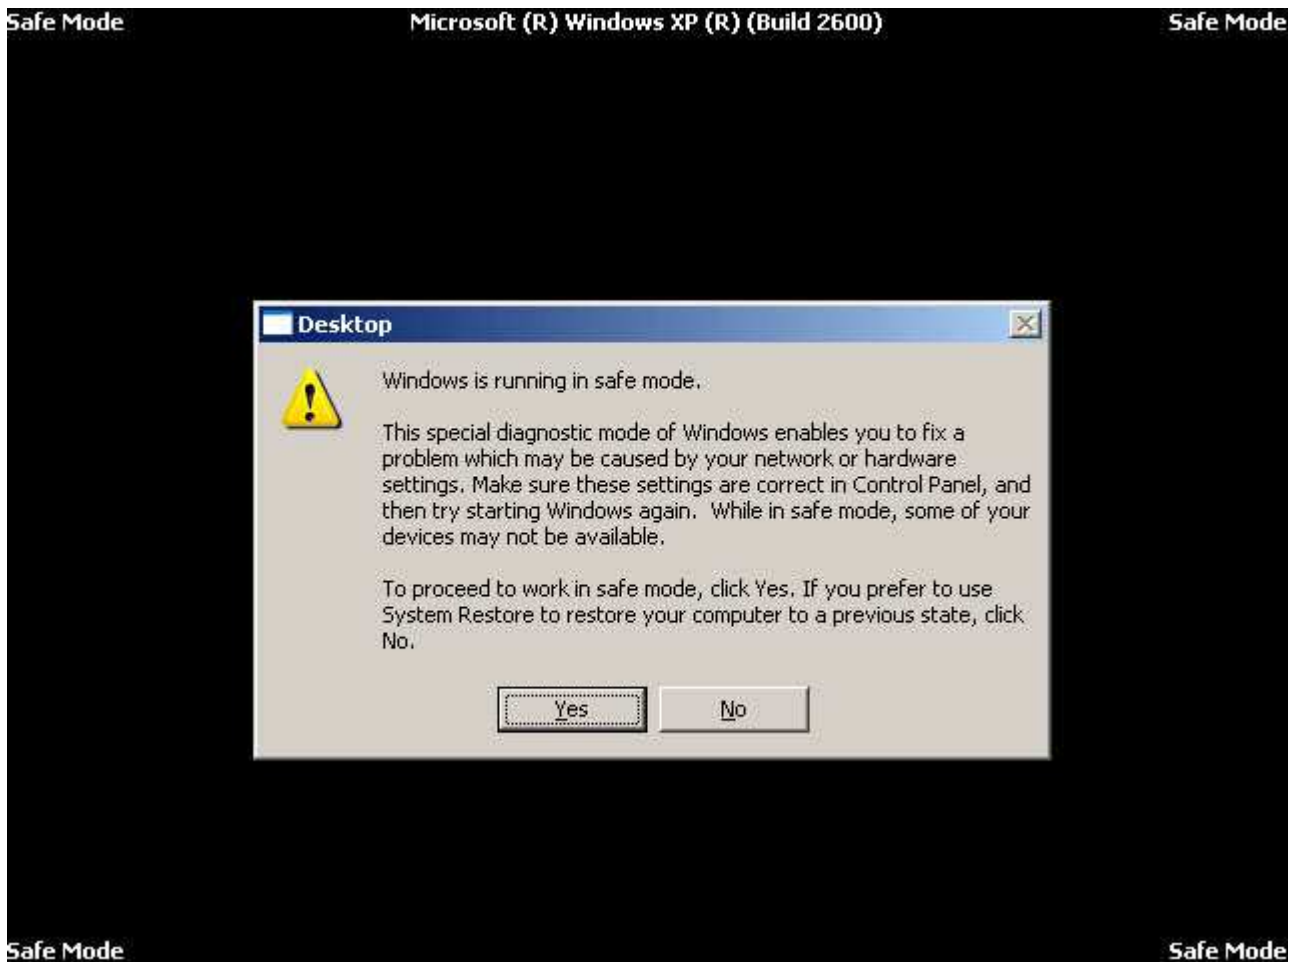 Safe Mode
Microsoft (R) Windows XP (R) (Build 2600)
Safe Mode
Desktop
Windows is running in safe mode.
This special diagnostic mode of Windows enables you to fix a
problem which may be caused by your network or hardware
settings. Make sure these settings are correct in Control Panel, and
then try starting Windows again.  While in safe mode, some of your
devices may not be available.
To proceed to work in safe mode, click Yes. If you prefer to use
System Restore to restore your computer to a previous state, click
No.
Yes
No
Safe Mode
Safe Mode